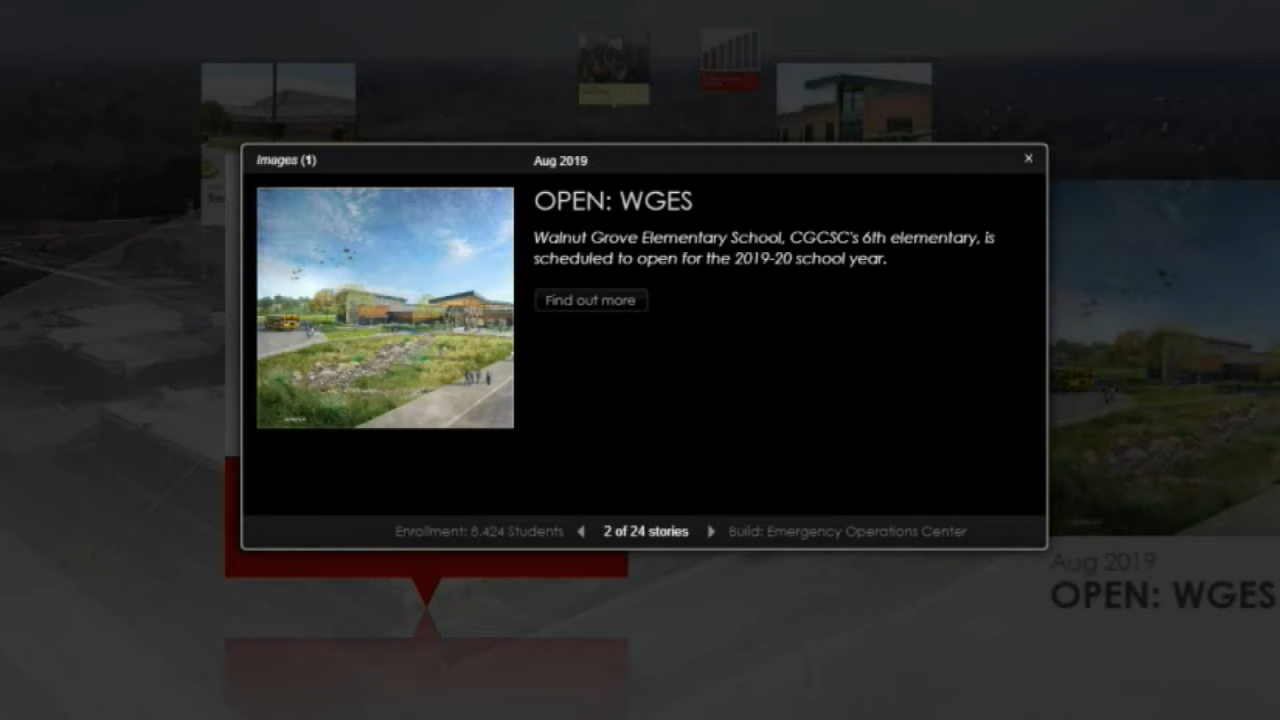 Images (1)
Aug 2019
x
OPEN: WGES
Walnut Grove Elementary School, CGCSC's 6th elementary, is
scheduled to open for the 2019-20 school year.
Find out more
Enrollment: 8,424 Students
2 of 24 stories
Build: Emergency Operations Center
Aug 2019
OPEN: WGES